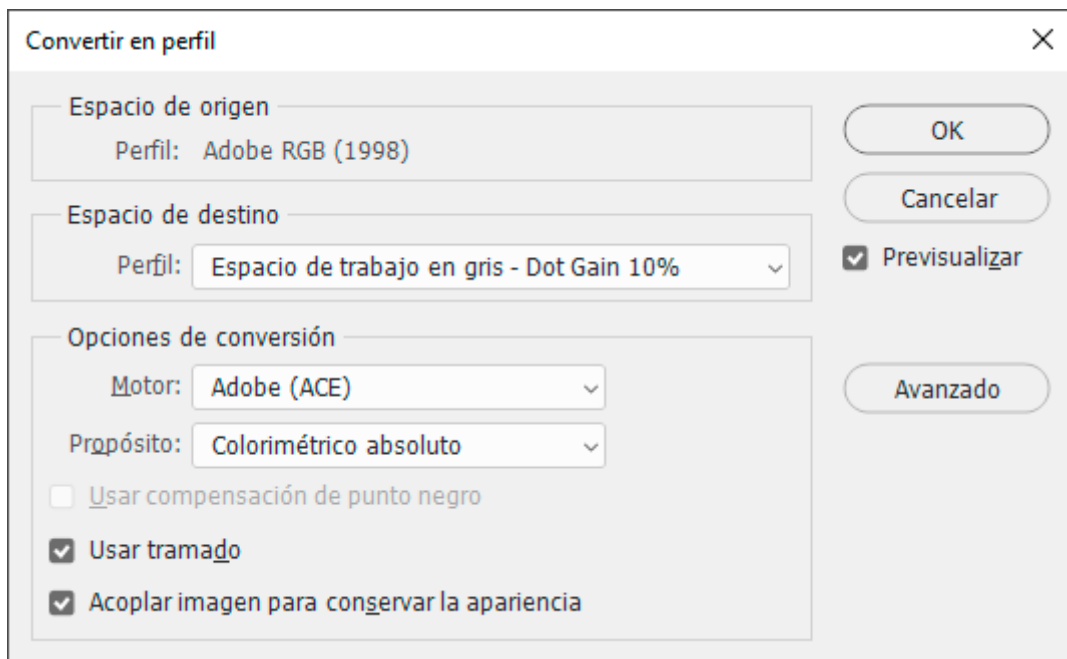 Convertir en perfil
Espacio de origen
Perfil: Adobe RGB (1998)
OK
Cancelar
Espacio de destino
Perfil: Espacio de trabajo en gris - Dot Gain 10%
Previsualizar
Opciones de conversión
Motor: Adobe (ACE)
Avanzado
Propósito: Colorimétrico absoluto
Usar compensación de punto negro
Usar tramado
Acoplar imagen para conservar la apariencia